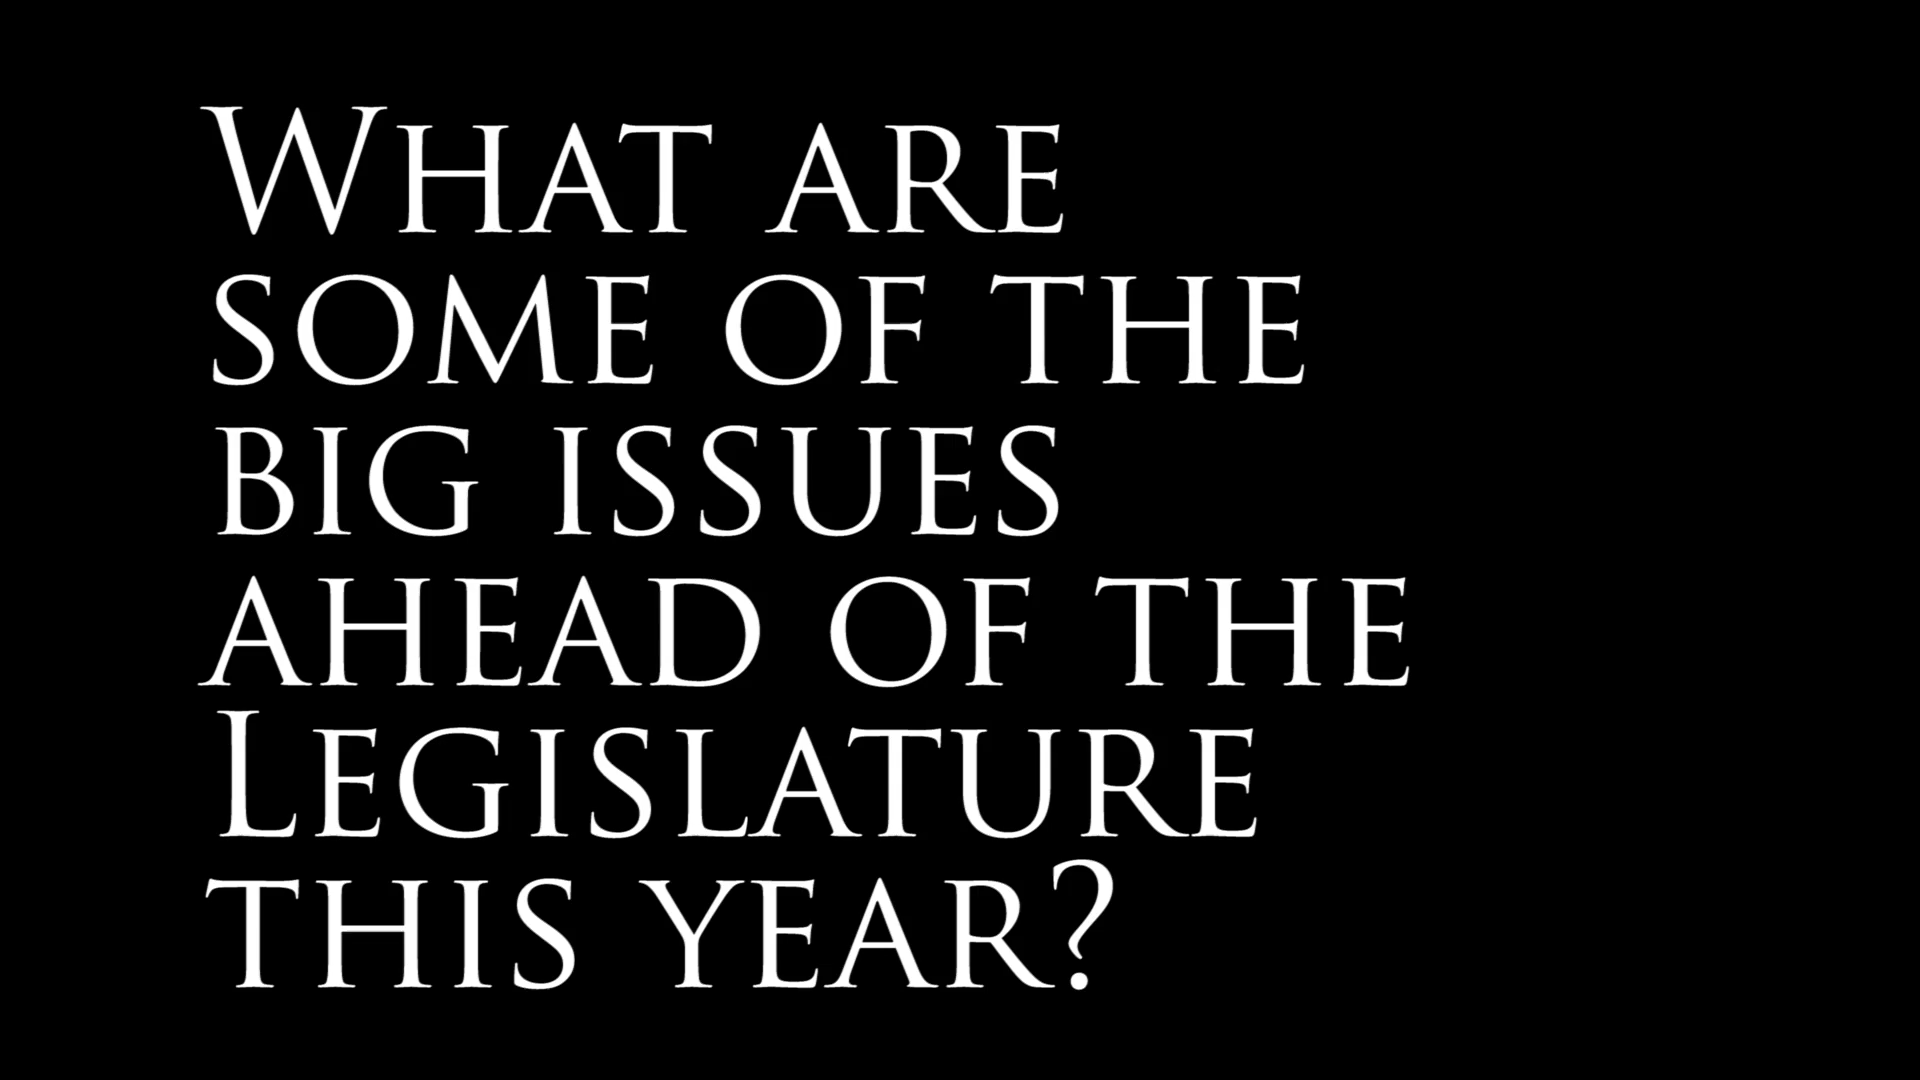 What are
some of the
big issues
ahead of the
Legislature
this year?